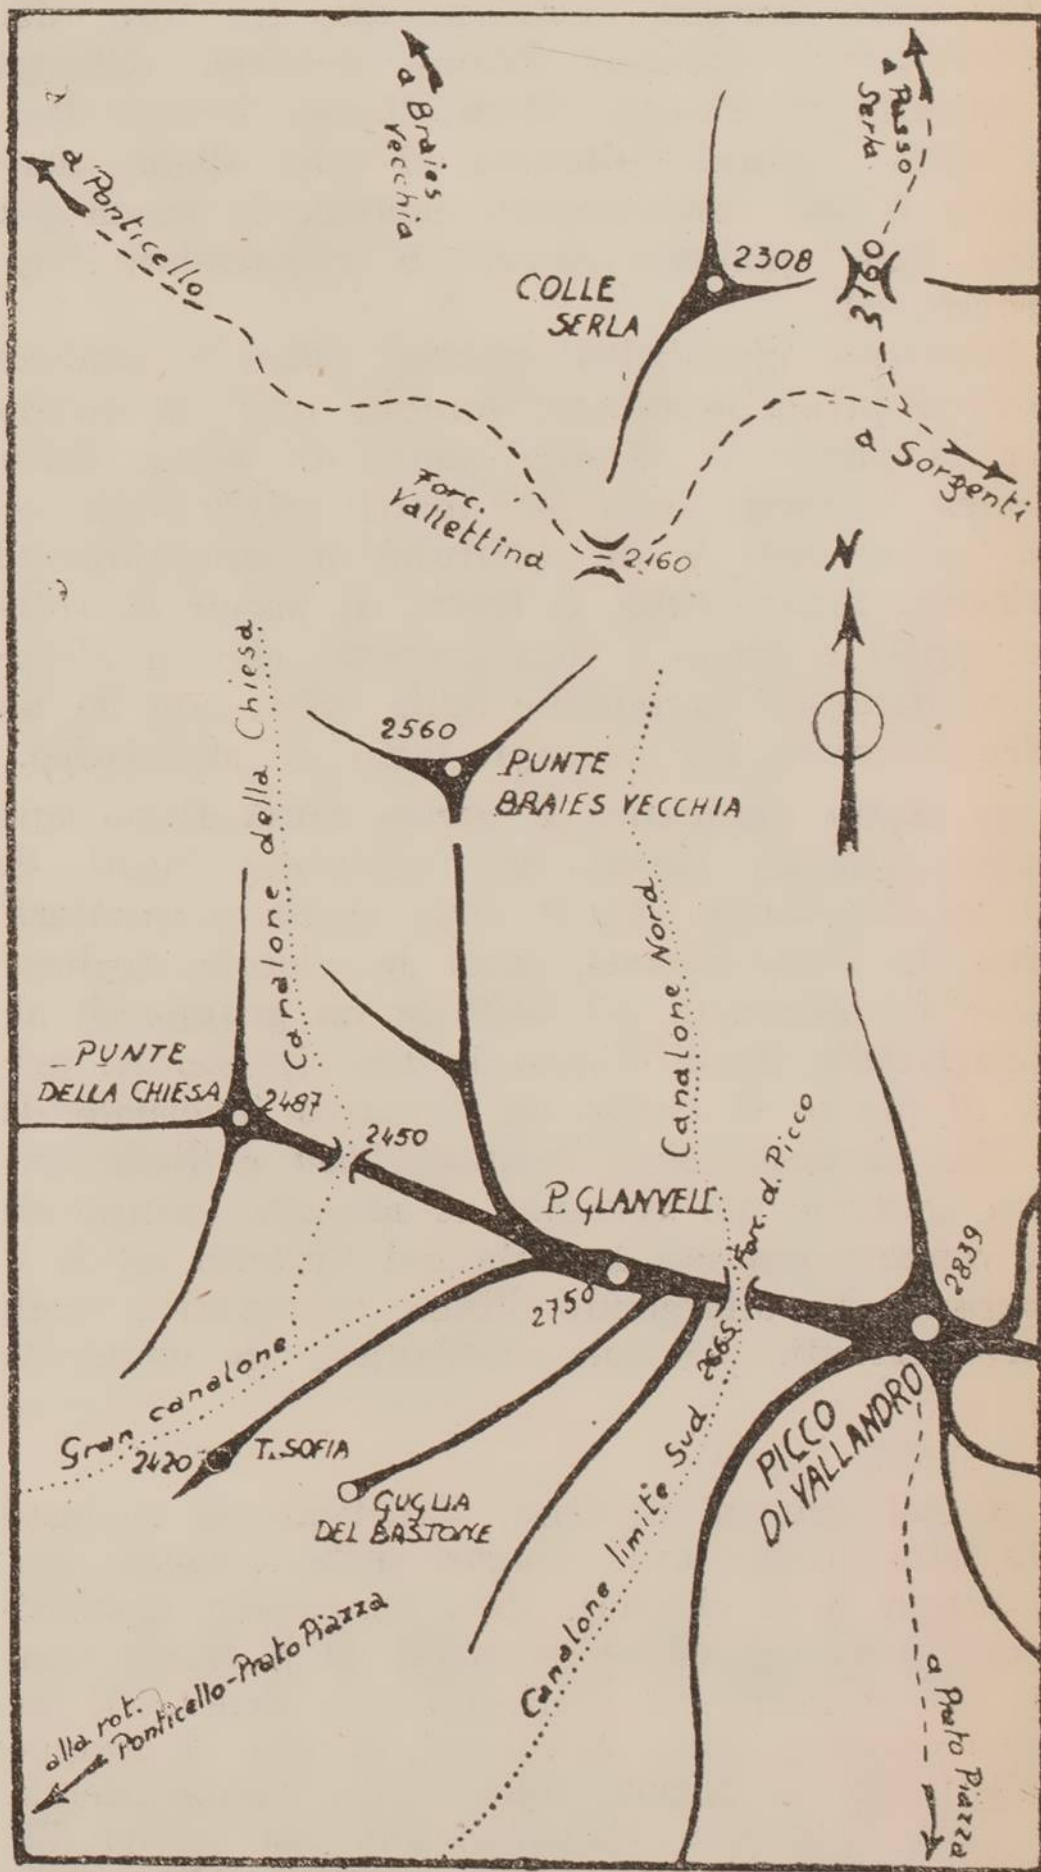 a Braies
Vecchia
a Passo
Serla
a Ponticello
2308
COLLE
SERLA
2190
a Sorgenti
Forc.
Vallettina
2160
N
Canalone della Chiesa
2560
PUNTE
BRAIES VECCHIA
Canalone Nord
PUNTE
DELLA CHIESA
2487
2450
P. GLANVELL
Forc. d. Picco
2839
2750
2665
Gran canalone
2420
T. SOFIA
GUGLIA
DEL BASTONE
PICCO
DI VALLANDRO
Canalone limite Sud
alla rot.
Ponticello-Prato Piazza
a Prato Piazza